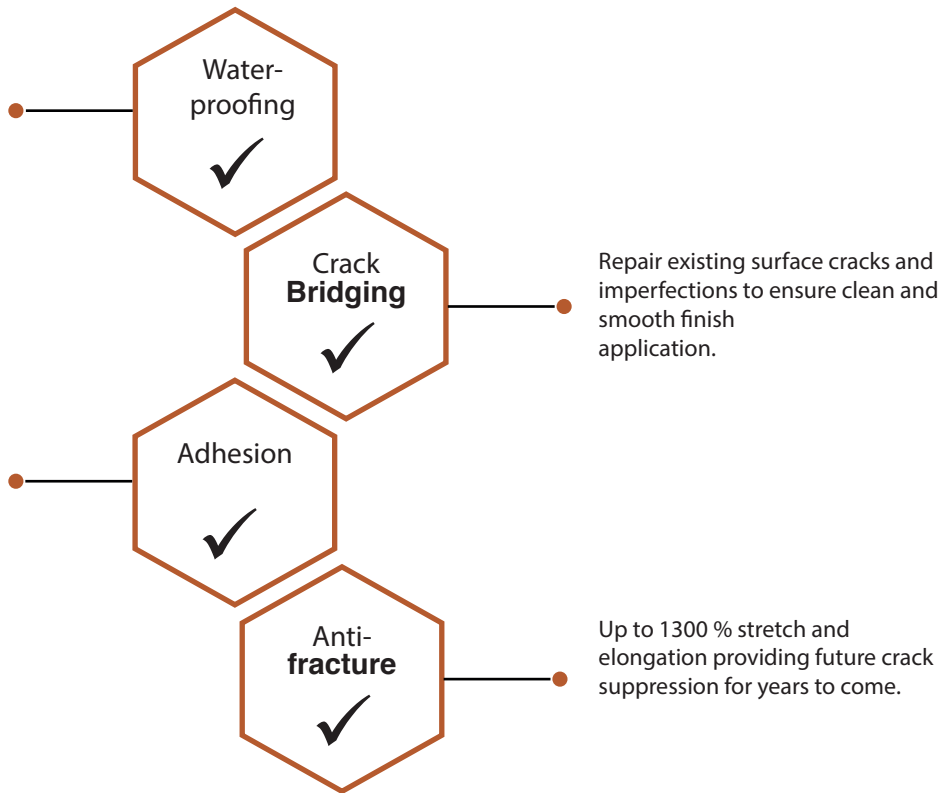 Water-
proofing
Crack
Bridging
Repair existing surface cracks and
imperfections to ensure clean and
smooth finish
application.
Adhesion
Anti-
fracture
Up to 1300 % stretch and
elongation providing future crack
suppression for years to come.